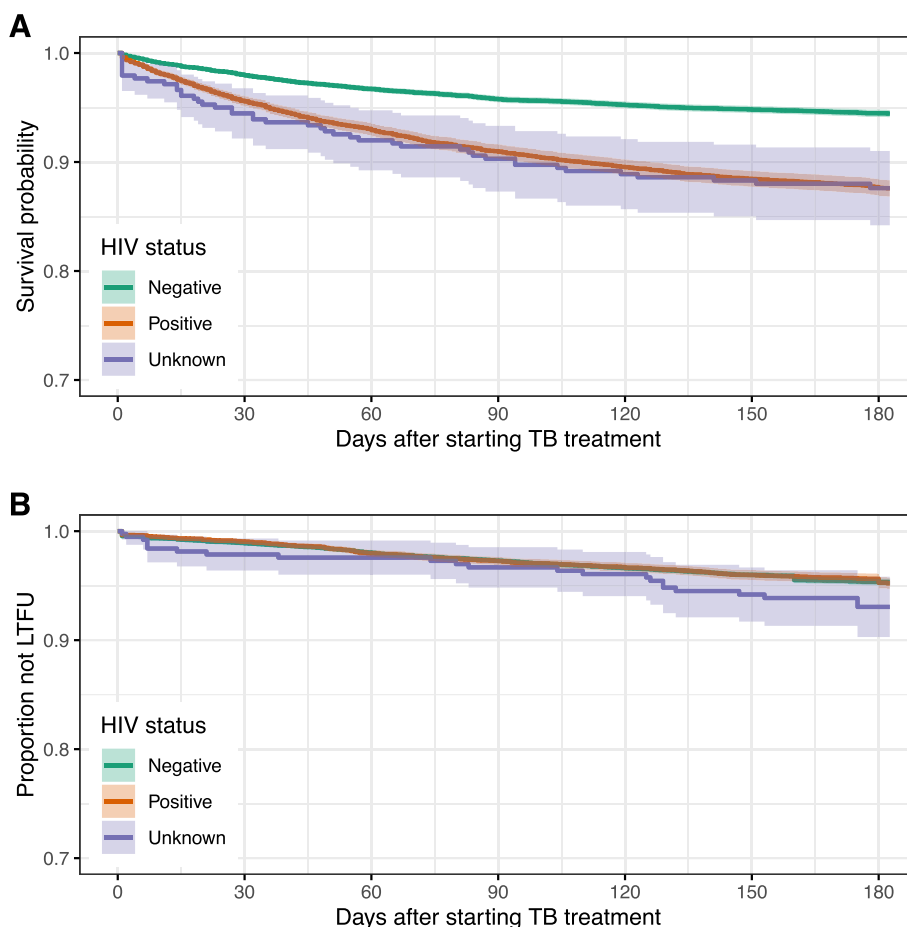 A
1.0
0.9
0.8
0.7
Survival probability
HIV status
Negative
Positive
Unknown
0 30 60 90 120 150 180
Days after starting TB treatment
B
1.0
0.9
0.8
0.7
Proportion not LTFU
HIV status
Negative
Positive
Unknown
0 30 60 90 120 150 180
Days after starting TB treatment